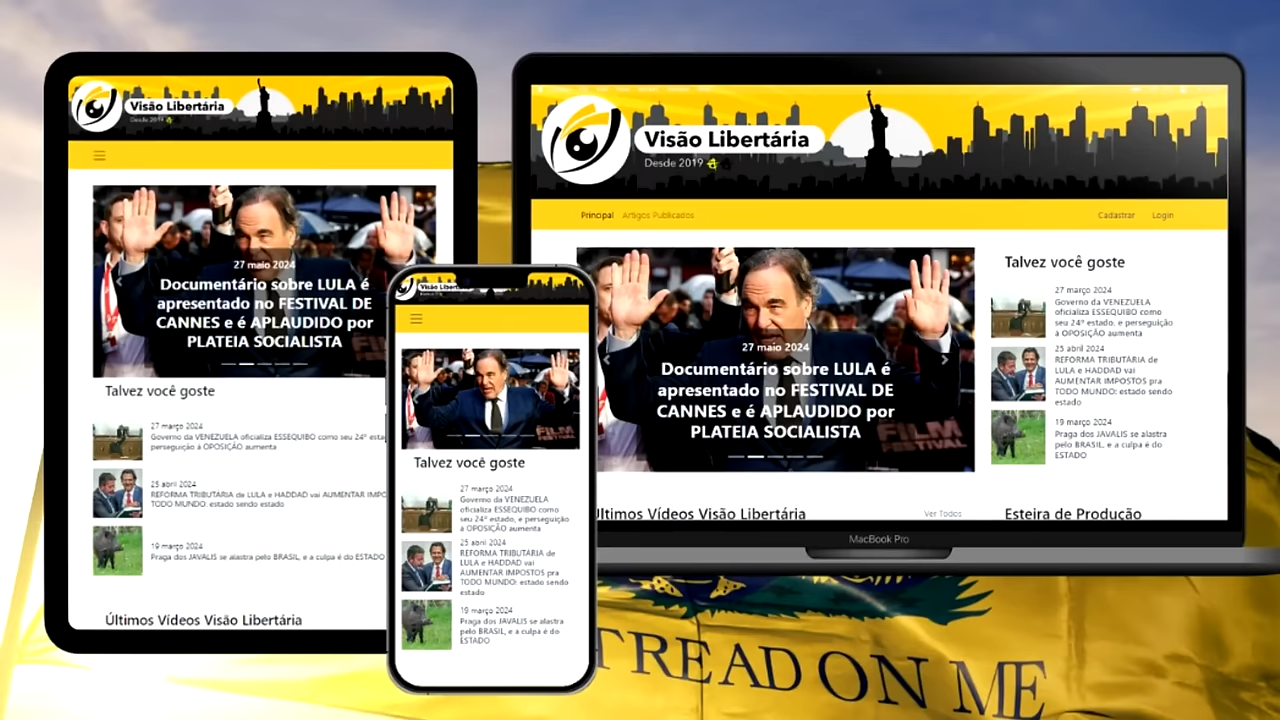 Visão Libertária
Desde 2019
27 maio 2024
Documentário sobre LULA é
apresentado no FESTIVAL DE
CANNES e é APLAUDIDO por
PLATEIA SOCIALISTA
Talvez você goste
27 março 2024
Governo da VENEZUELA oficializa ESSEQUIBO como seu 24º
perseguição à OPOSIÇÃO aumenta
25 abril 2024
REFORMA TRIBUTÁRIA de LULA e HADDAD vai AUMENTAR IMPO
TODO MUNDO: estado sendo estado
19 março 2024
Praga dos JAVALIS se alastra pelo BRASIL, e a culpa é do ESTADO
Últimos Vídeos Visão Libertária
Visão Libertá
FILM
FESTIVAL
Talvez você goste
27 março 2024
Governo da VENEZUELA
oficializa ESSEQUIBO como
seu 24º estado, e perseguição
à OPOSIÇÃO aumenta
25 abril 2024
REFORMA TRIBUTÁRIA de
LULA e HADDAD vai
AUMENTAR IMPOSTOS pra
TODO MUNDO: estado sendo
estado
19 março 2024
Praga dos JAVALIS se alastra
pelo BRASIL, e a culpa é do
ESTADO
Visão Libertária
Desde 2019
Principal Artigos Publicados Cadastrar Login
27 maio 2024
Documentário sobre LULA é
apresentado no FESTIVAL DE
CANNES e é APLAUDIDO por
PLATEIA SOCIALISTA
FILM
FESTIVAL
Talvez você goste
27 março 2024
Governo da VENEZUELA
oficializa ESSEQUIBO como
seu 24º estado, e perseguição
à OPOSIÇÃO aumenta
25 abril 2024
REFORMA TRIBUTÁRIA de
LULA e HADDAD vai
AUMENTAR IMPOSTOS pra
TODO MUNDO: estado sendo
estado
19 março 2024
Praga dos JAVALIS se alastra
pelo BRASIL, e a culpa é do
ESTADO
Últimos Vídeos Visão Libertária Ver Todos Esteira de Produção
MacBook Pro
TREAD ON ME